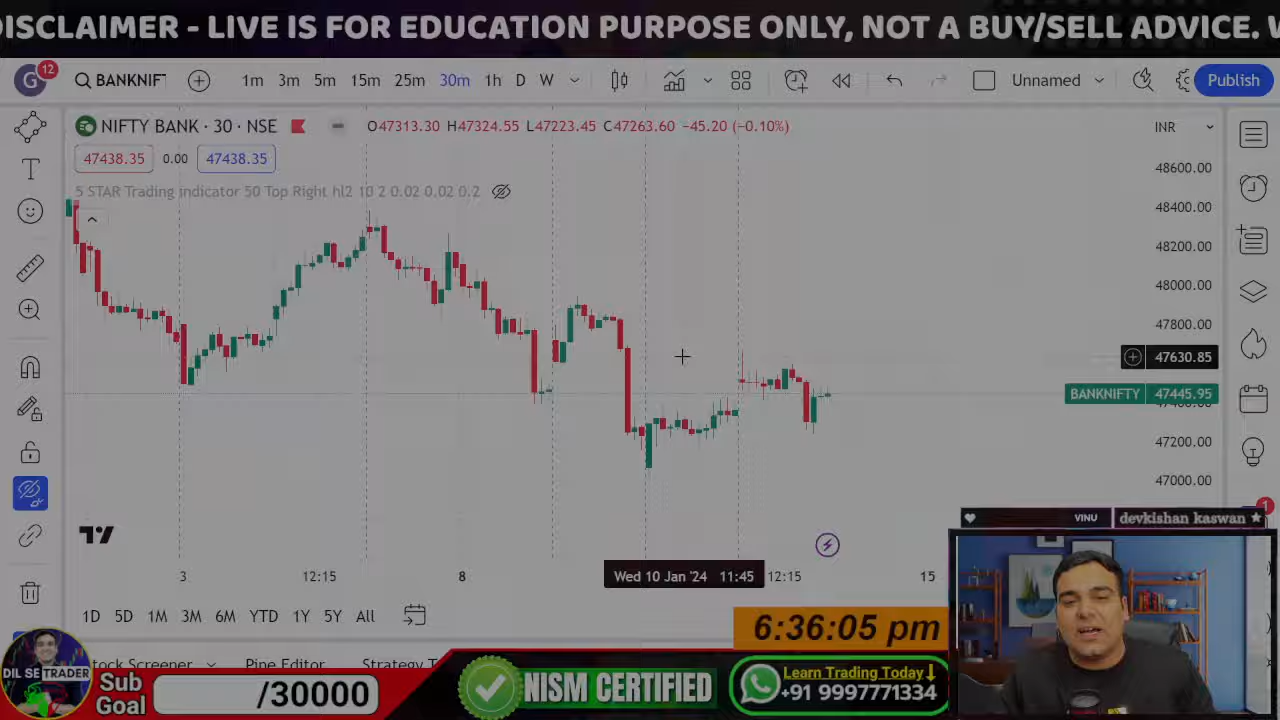 DISCLAIMER - LIVE IS FOR EDUCATION PURPOSE ONLY, NOT A BUY/SELL ADVICE. W
G 12 BANKNIF 1m 3m 5m 15m 25m 30m 1h D W Unnamed Publish
NIFTY BANK · 30 · NSE O47313.30 H47324.55 L47223.45 C47263.60 −45.20 (−0.10%) INR
47438.35 0.00 47438.35
5 STAR Trading indicator 50 Top Right hl2 10 2 0.02 0.02 0.2
48600.00
48400.00
48200.00
48000.00
47800.00
47630.85
BANKNIFTY 47445.95
47400.00
47200.00
47000.00
1
VINU devkishan kaswan
3 12:15 8 Wed 10 Jan '24 11:45 12:15 15
1D 5D 1M 3M 6M YTD 1Y 5Y All
6:36:05 pm
tock Screener Pine Editor Strategy T
DIL SE TRADER
Sub Goal /30000
NISM CERTIFIED
Learn Trading Today
+91 9997771334